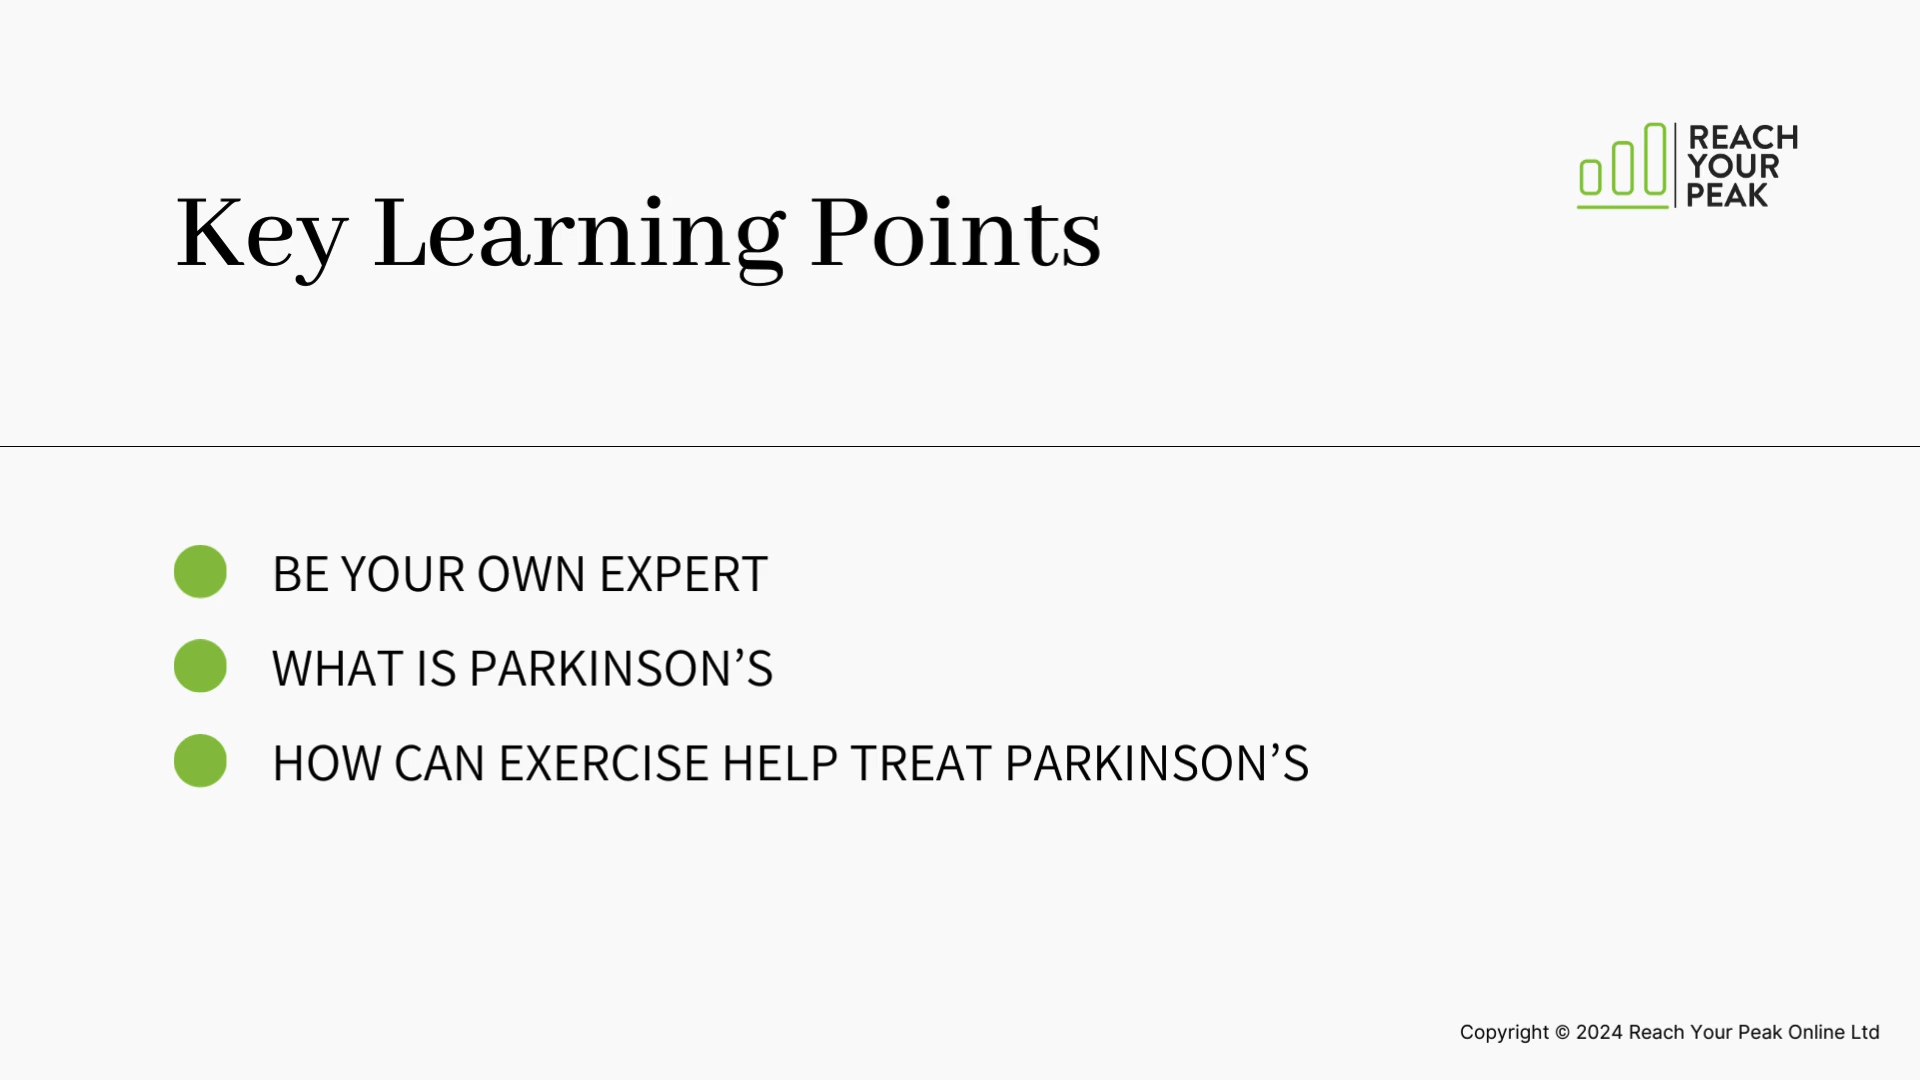 Key Learning Points
REACH
YOUR
PEAK
BE YOUR OWN EXPERT
WHAT IS PARKINSON’S
HOW CAN EXERCISE HELP TREAT PARKINSON’S
Copyright © 2024 Reach Your Peak Online Ltd